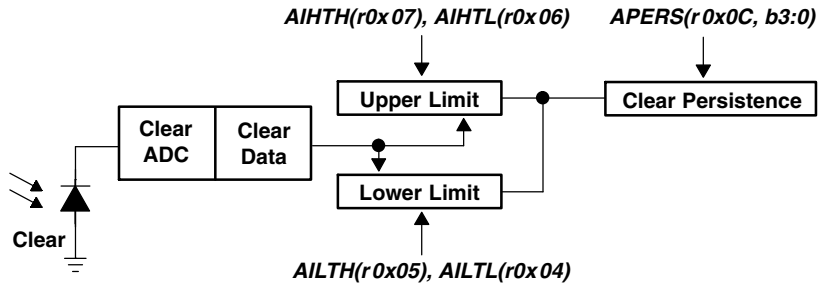 AIHTH(r0x07), AIHTL(r0x06)
APERS(r0x0C, b3:0)
Upper Limit
Clear Persistence
Clear
ADC
Clear
Data
Lower Limit
Clear
AILTH(r0x05), AILTL(r0x04)